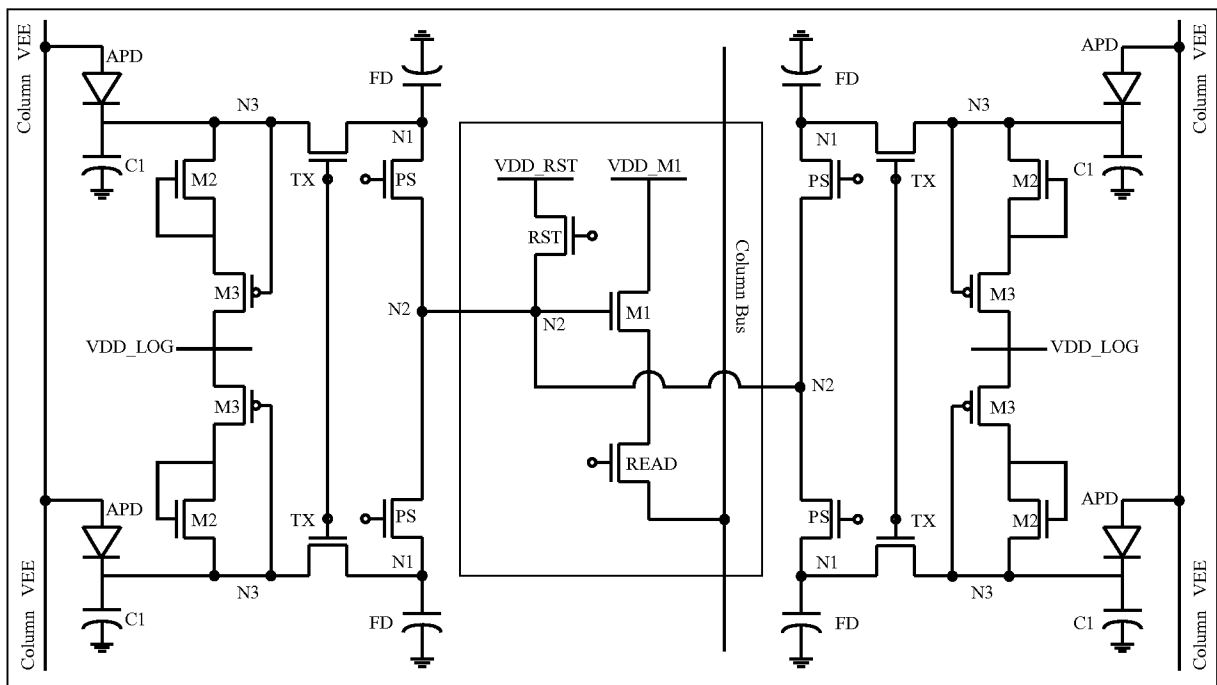 Column VEE
APD
FD
FD
APD
Column VEE
N3
N1
N1
N3
C1
M2
TX
PS
VDD_RST
VDD_M1
PS
TX
M2
C1
RST
Column Bus
M3
N2
N2
M1
M3
VDD_LOG
VDD_LOG
M3
N2
M3
READ
APD
M2
TX
PS
PS
TX
M2
APD
N3
N1
N1
N3
C1
FD
FD
C1
Column VEE
Column VEE